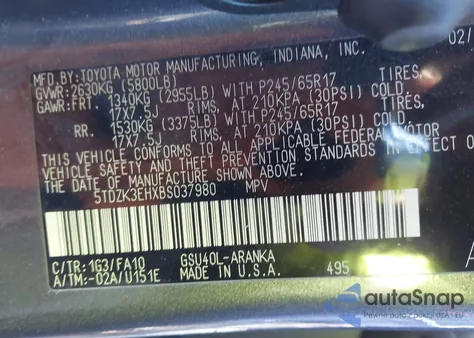 MFD. BY:TOYOTA MOTOR MANUFACTURING, INDIANA, INC. 02/
GVWR:2630KG (5800LB)
GAWR:FRT. 1340KG (2955LB) WITH P245/65R17 TIRES,
17X7.5J RIMS, AT 210KPA (30PSI) COLD.
RR. 1530KG (3375LB) WITH P245/65R17 TIRES,
17X7.5J RIMS, AT 210KPA (30PSI) COLD.
THIS VEHICLE CONFORMS TO ALL APPLICABLE FEDERAL MOTOR
VEHICLE SAFETY STANDARDS IN EFFECT ON THE DATE OF
MANUFACTURE SHOWN ABOVE.
5TDZK3EHXBS037980 MPV
C/TR:1G3/FA10 GSU40L-ARANKA
A/TM:-02A/U151E MADE IN U.S.A. 495
autoSnap